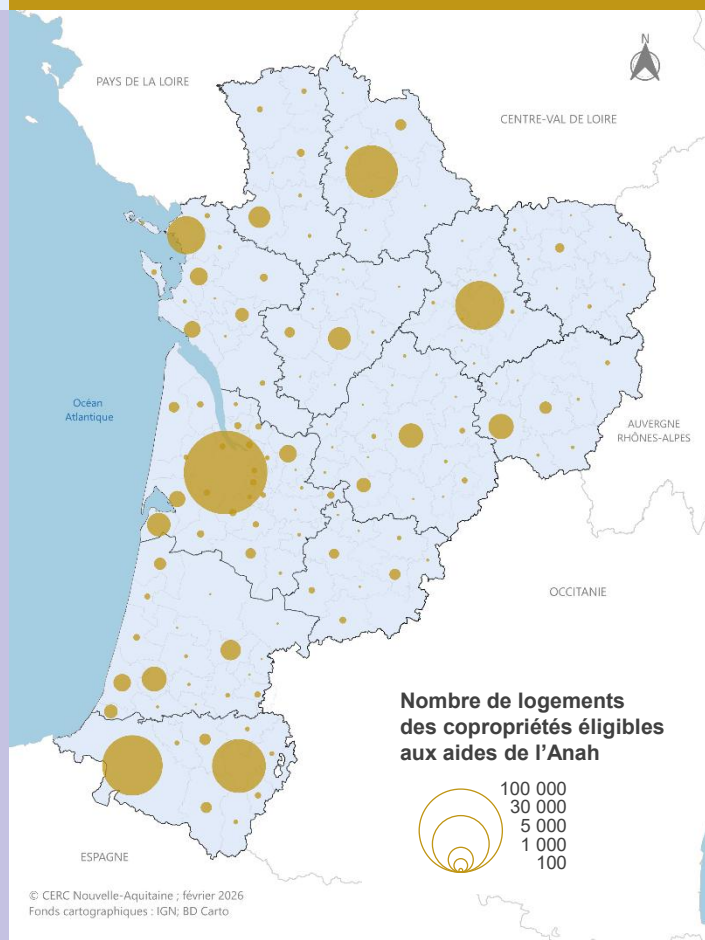 N
PAYS DE LA LOIRE
CENTRE-VAL DE LOIRE
Océan
Atlantique
AUVERGNE
RHÔNES-ALPES
OCCITANIE
Nombre de logements
des copropriétés éligibles
aux aides de l'Anah
100 000
30 000
5 000
1 000
100
ESPAGNE
© CERC Nouvelle-Aquitaine ; février 2026
Fonds cartographiques : IGN; BD Carto